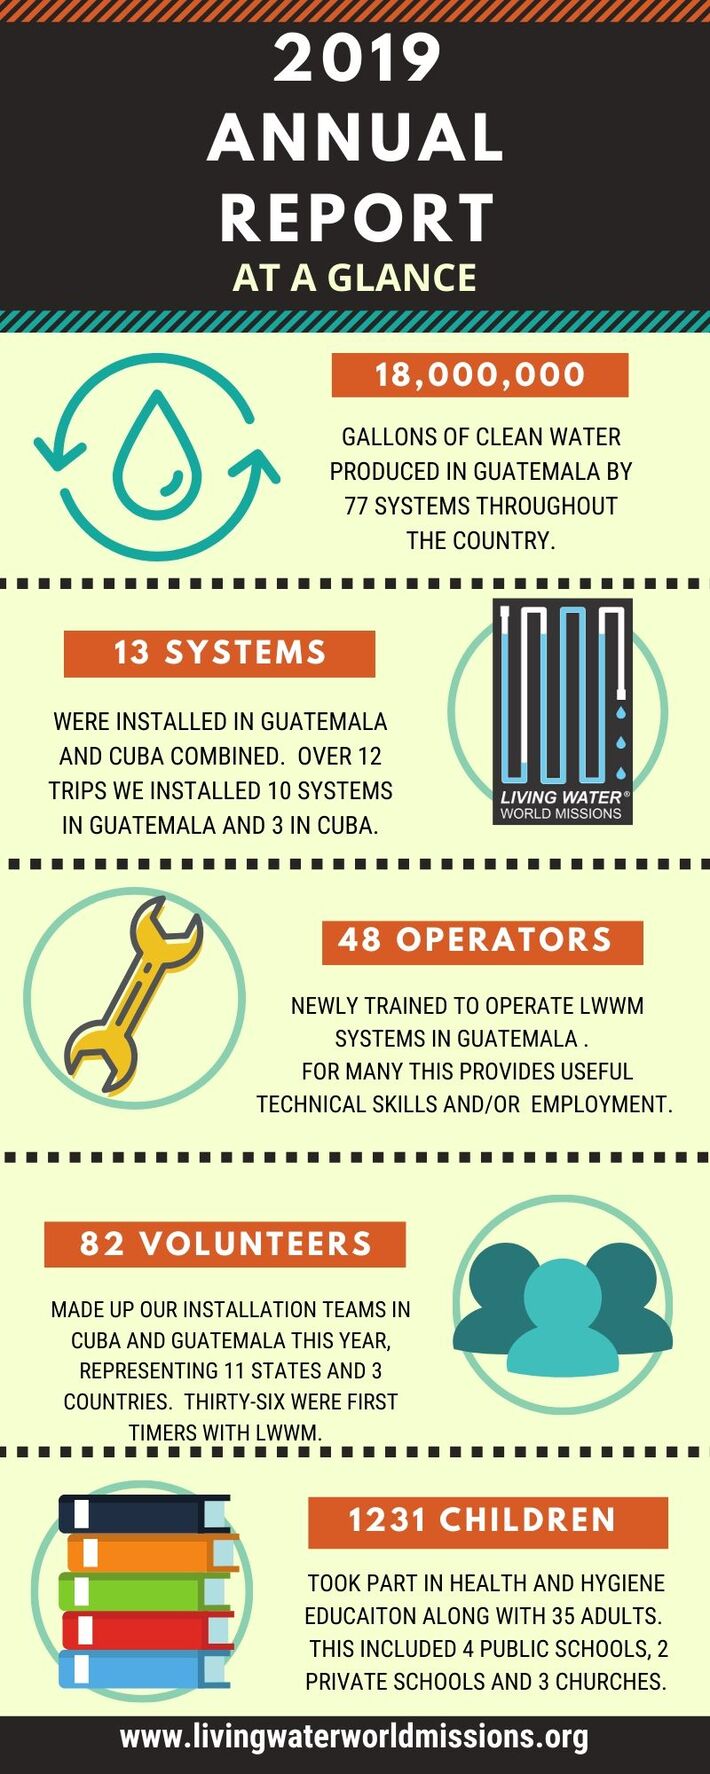 2019
ANNUAL
REPORT
AT A GLANCE
18,000,000
GALLONS OF CLEAN WATER
PRODUCED IN GUATEMALA BY
77 SYSTEMS THROUGHOUT
THE COUNTRY.
13 SYSTEMS
WERE INSTALLED IN GUATEMALA
AND CUBA COMBINED. OVER 12
TRIPS WE INSTALLED 10 SYSTEMS
IN GUATEMALA AND 3 IN CUBA.
LIVING WATER®
WORLD MISSIONS
48 OPERATORS
NEWLY TRAINED TO OPERATE LWWM
SYSTEMS IN GUATEMALA .
FOR MANY THIS PROVIDES USEFUL
TECHNICAL SKILLS AND/OR EMPLOYMENT.
82 VOLUNTEERS
MADE UP OUR INSTALLATION TEAMS IN
CUBA AND GUATEMALA THIS YEAR,
REPRESENTING 11 STATES AND 3
COUNTRIES. THIRTY-SIX WERE FIRST
TIMERS WITH LWWM.
1231 CHILDREN
TOOK PART IN HEALTH AND HYGIENE
EDUCAITON ALONG WITH 35 ADULTS.
THIS INCLUDED 4 PUBLIC SCHOOLS, 2
PRIVATE SCHOOLS AND 3 CHURCHES.
www.livingwaterworldmissions.org